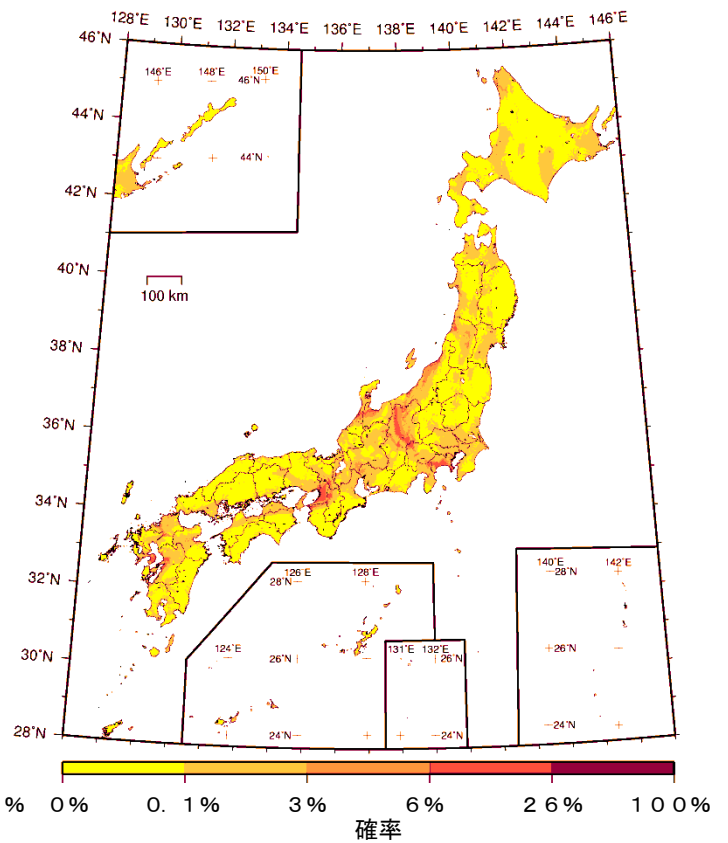 128°E 130°E 132°E 134°E 136°E 138°E 140°E 142°E 144°E 146°E
46°N
146°E 148°E 150°E
46°N
44°N
44°N
42°N
40°N
100 km
38°N
36°N
34°N
32°N
126°E 128°E
28°N
140°E 142°E
28°N
30°N
124°E
26°N
131°E 132°E
26°N
26°N
28°N
24°N
24°N
24°N
% 0% 0.1% 3% 6% 26% 100%
確率